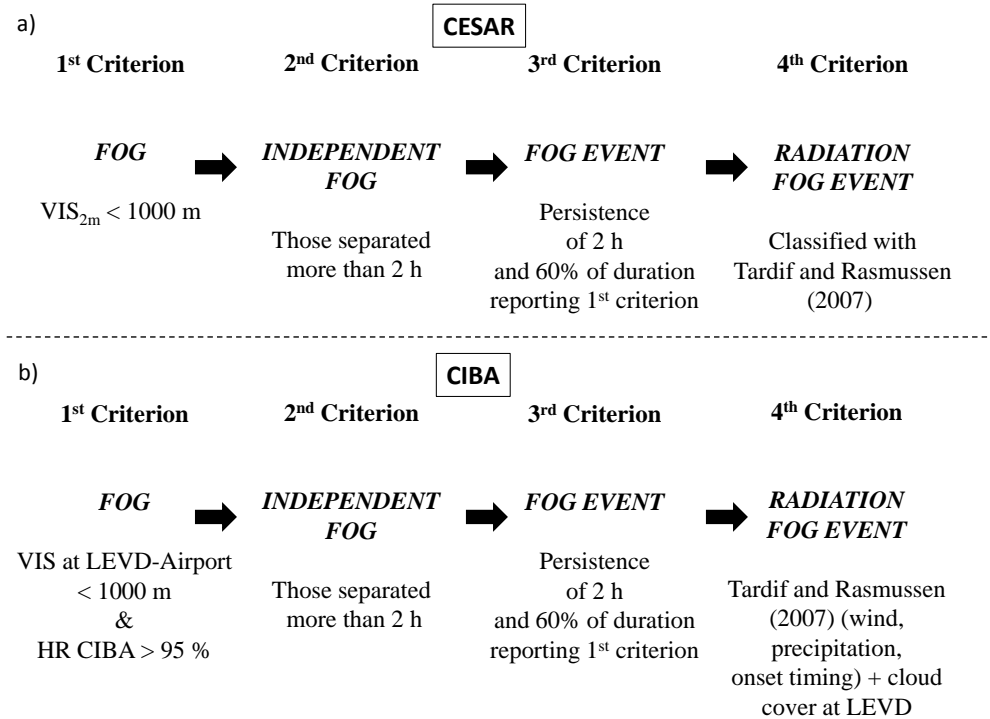 a)
CESAR
1st Criterion
2nd Criterion
3rd Criterion
4th Criterion
FOG
INDEPENDENT
FOG
FOG EVENT
RADIATION
FOG EVENT
VIS2m < 1000 m
Those separated
more than 2 h
Persistence
of 2 h
and 60% of duration
reporting 1st criterion
Classified with
Tardif and Rasmussen
(2007)
b)
CIBA
1st Criterion
2nd Criterion
3rd Criterion
4th Criterion
FOG
INDEPENDENT
FOG
FOG EVENT
RADIATION
FOG EVENT
VIS at LEVD-Airport
< 1000 m
&
HR CIBA > 95 %
Those separated
more than 2 h
Persistence
of 2 h
and 60% of duration
reporting 1st criterion
Tardif and Rasmussen
(2007) (wind,
precipitation,
onset timing) + cloud
cover at LEVD